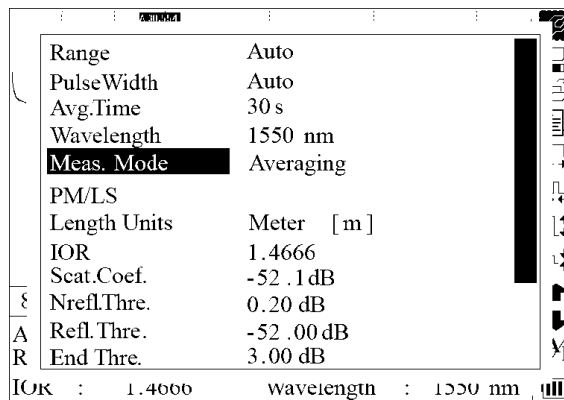 Range Auto
PulseWidth Auto
Avg.Time 30 s
Wavelength 1550 nm
Meas. Mode Averaging
PM/LS
Length Units Meter [m]
IOR 1.4666
Scat.Coef. -52 .1dB
Nrefl.Thre. 0.20 dB
Refl.Thre. -52 .00dB
End Thre. 3.00 dB
A
R
IOR : 1.4666 Wavelength : 1550 nm